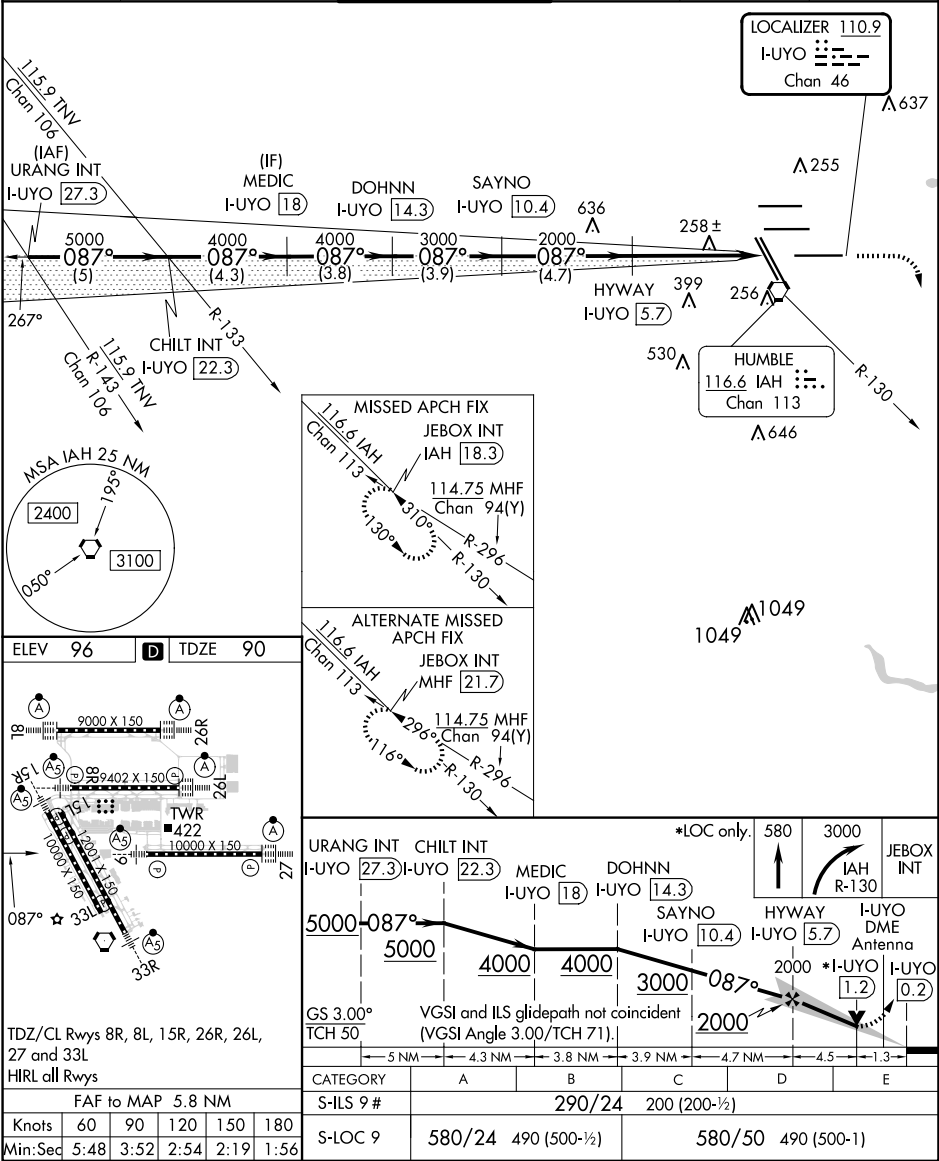 LOCALIZER 110.9
I-UYO
Chan 46
637
255
115.9 TNV
Chan 106
(IAF)
URANG INT
I-UYO 27.3
(IF)
MEDIC
I-UYO 18
DOHNN
I-UYO 14.3
SAYNO
I-UYO 10.4
636
258 ±
5000
087°
(5)
4000
087°
(4.3)
4000
087°
(3.8)
3000
087°
(3.9)
2000
087°
(4.7)
267°
HYWAY
I-UYO 5.7
399
256
CHILT INT
I-UYO 22.3
R-133
115.9 TNV
R-143
Chan 106
530
HUMBLE
116.6 IAH
Chan 113
R-130
646
MSA IAH 25 NM
195°
2400
3100
050°
MISSED APCH FIX
116.6 IAH
Chan 113
JEBOX INT
IAH 18.3
114.75 MHF
Chan 94(Y)
310°
130°
R-296
R-130
ALTERNATE MISSED
APCH FIX
116.6 IAH
Chan 113
JEBOX INT
MHF 21.7
114.75 MHF
Chan 94(Y)
296°
116°
R-296
R-130
1049
1049
ELEV 96
D
TDZE 90
A
A
8L
9000 X 150
26R
A5
P
P
A
15R
8R
9402 X 150
26L
A5
15L
TWR
422
A5
A
10000 X 150
12001 X 150
9
10000 X 150
27
P
P
087°
33L
A5
33R
TDZ/CL Rwys 8R, 8L, 15R, 26R, 26L,
27 and 33L
HIRL all Rwys
FAF to MAP 5.8 NM
Knots 60 90 120 150 180
Min:Sec 5:48 3:52 2:54 2:19 1:56
*LOC only.
580
3000
IAH
R-130
JEBOX
INT
URANG INT
I-UYO 27.3
CHILT INT
I-UYO 22.3
MEDIC
I-UYO 18
DOHNN
I-UYO 14.3
SAYNO
I-UYO 10.4
HYWAY
I-UYO 5.7
I-UYO
DME
Antenna
*I-UYO
1.2
I-UYO
0.2
5000
087°
5000
4000
4000
3000
087°
2000
2000
GS 3.00°
TCH 50
VGSI and ILS glidepath not coincident
(VGSI Angle 3.00/TCH 71).
5 NM 4.3 NM 3.8 NM 3.9 NM 4.7 NM 4.5 1.3
CATEGORY A B C D E
S-ILS 9 # 290/24 200 (200-½)
S-LOC 9 580/24 490 (500-½) 580/50 490 (500-1)